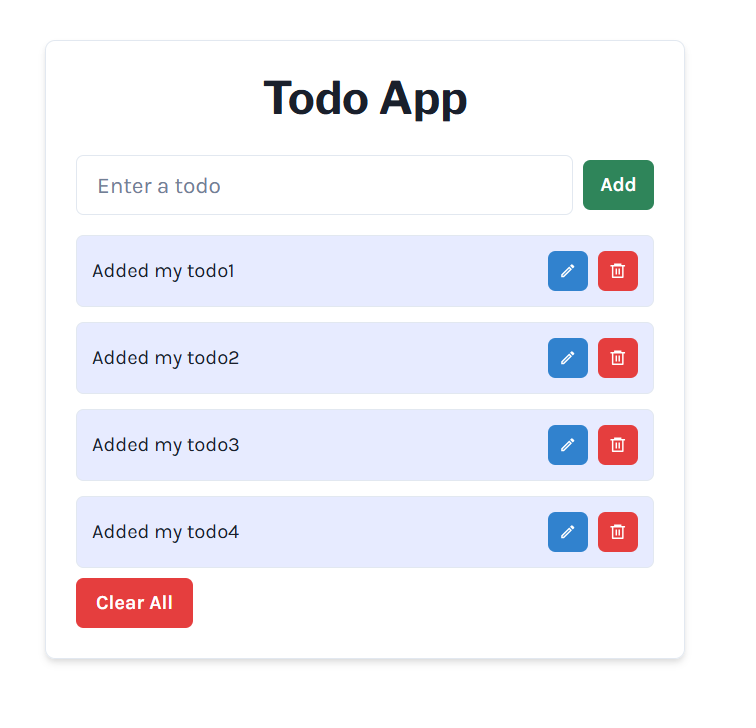 Todo App
Enter a todo
Add
Added my todo1
Added my todo2
Added my todo3
Added my todo4
Clear All